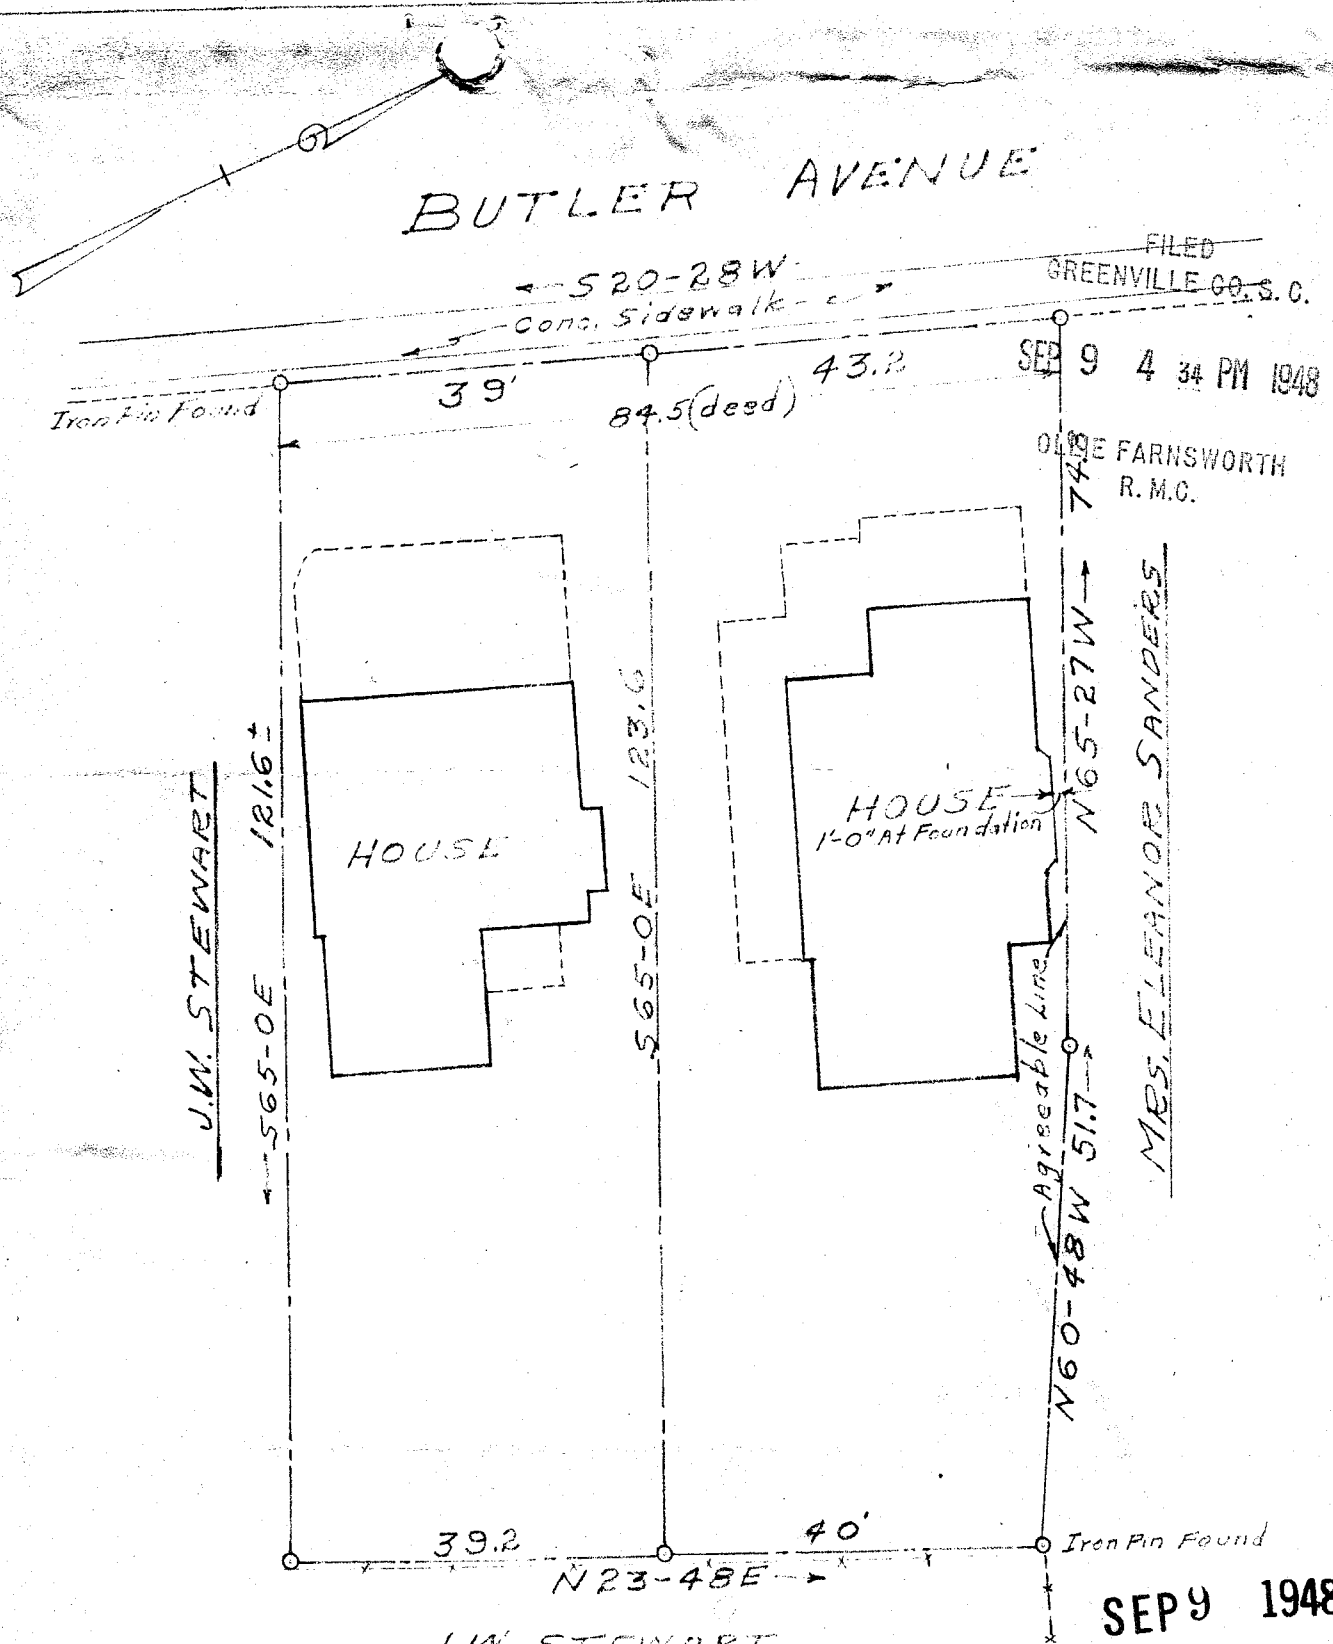 BUTLER AVENUE
FILED
GREENVILLE CO. S. C.
S20-28W
Conc. Sidewalk
SEP 9 4 34 PM 1948
39'
43.2
84.5 (deed)
Iron Pin Found
OLLIE FARNSWORTH
R. M. C.
74.8
N65-27W
MRS. ELEANOR SANDERS
J.W. STEWART
121.6±
S65-0E
HOUSE
S65-0E 123.6
HOUSE
1'-0" At Foundation
Agreeable Line
N60-48W 51.7
39.2
40'
Iron Pin Found
N23-48E
SEP 9 1948
J.W. STEWART